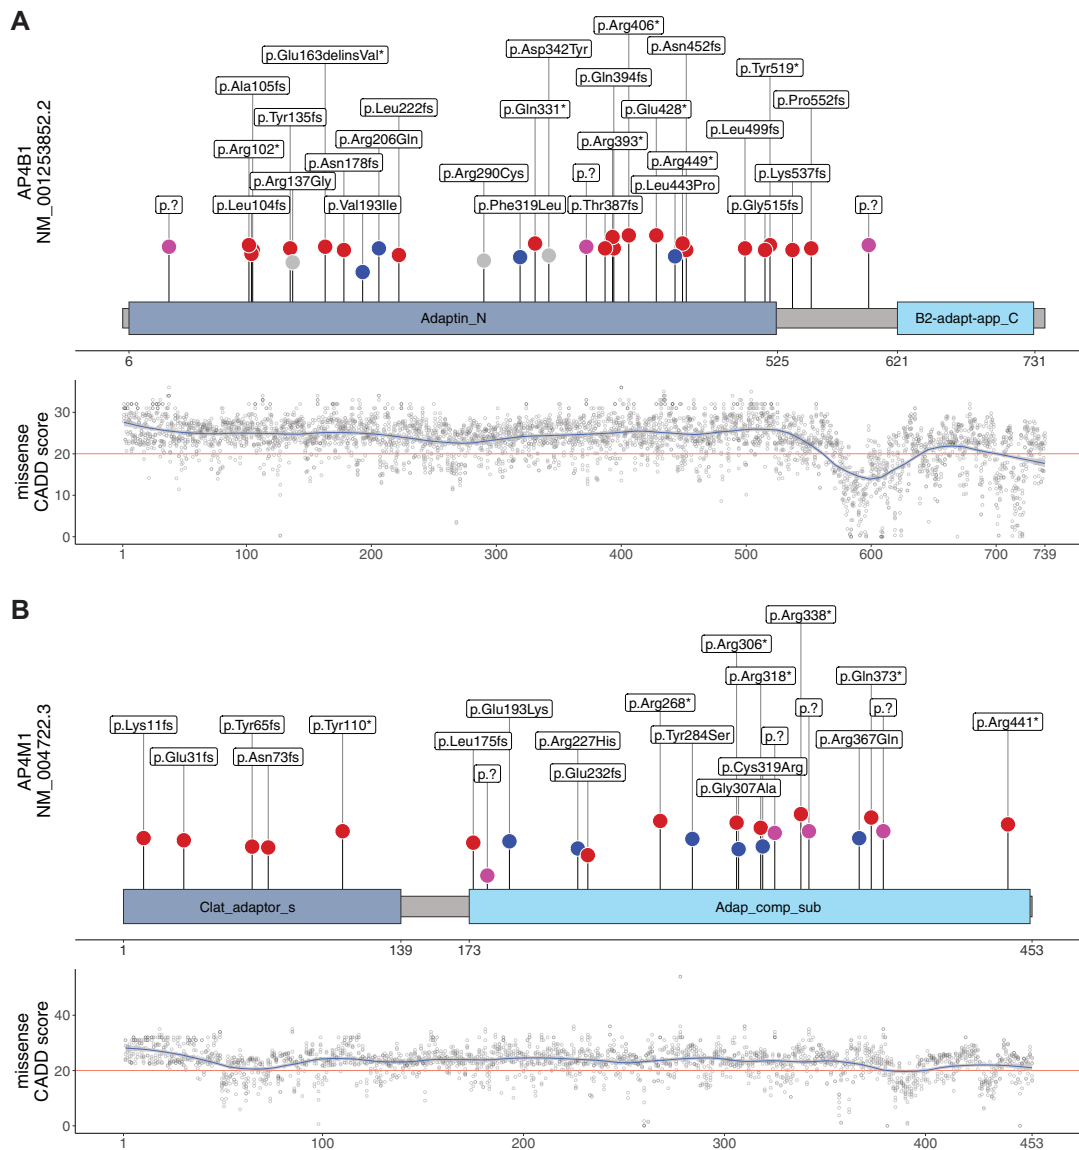 A
AP4B1
NM_001253852.2
p.Arg406*
p.Glu163delinsVal*
p.Asp342Tyr
p.Asn452fs
p.Ala105fs
p.Gln394fs
p.Tyr519*
p.Tyr135fs
p.Leu222fs
p.Gln331*
p.Glu428*
p.Pro552fs
p.Arg102*
p.Arg206Gln
p.Arg393*
p.Leu499fs
p.Asn178fs
p.Arg449*
p.Arg137Gly
p.Arg290Cys
p.?
p.Leu443Pro
p.Lys537fs
p.?
p.Leu104fs
p.Val193Ile
p.Phe319Leu
p.Thr387fs
p.Gly515fs
p.?
Adaptin_N
B2-adapt-app_C
6 525 621 731
missense
CADD score
30
20
10
0
1 100 200 300 400 500 600 700 739
B
AP4M1
NM_004722.3
p.Arg338*
p.Arg306*
p.Arg318*
p.Gln373*
p.Glu193Lys
p.Arg268*
p.?
p.?
p.Lys11fs
p.Tyr65fs
p.Tyr110*
p.Arg441*
p.Leu175fs
p.Arg227His
p.Tyr284Ser
p.?
p.Arg367Gln
p.Glu31fs
p.Asn73fs
p.?
p.Glu232fs
p.Cys319Arg
p.Gly307Ala
Clat_adaptor_s
Adap_comp_sub
1 139 173 453
missense
CADD score
40
20
0
1 100 200 300 400 453